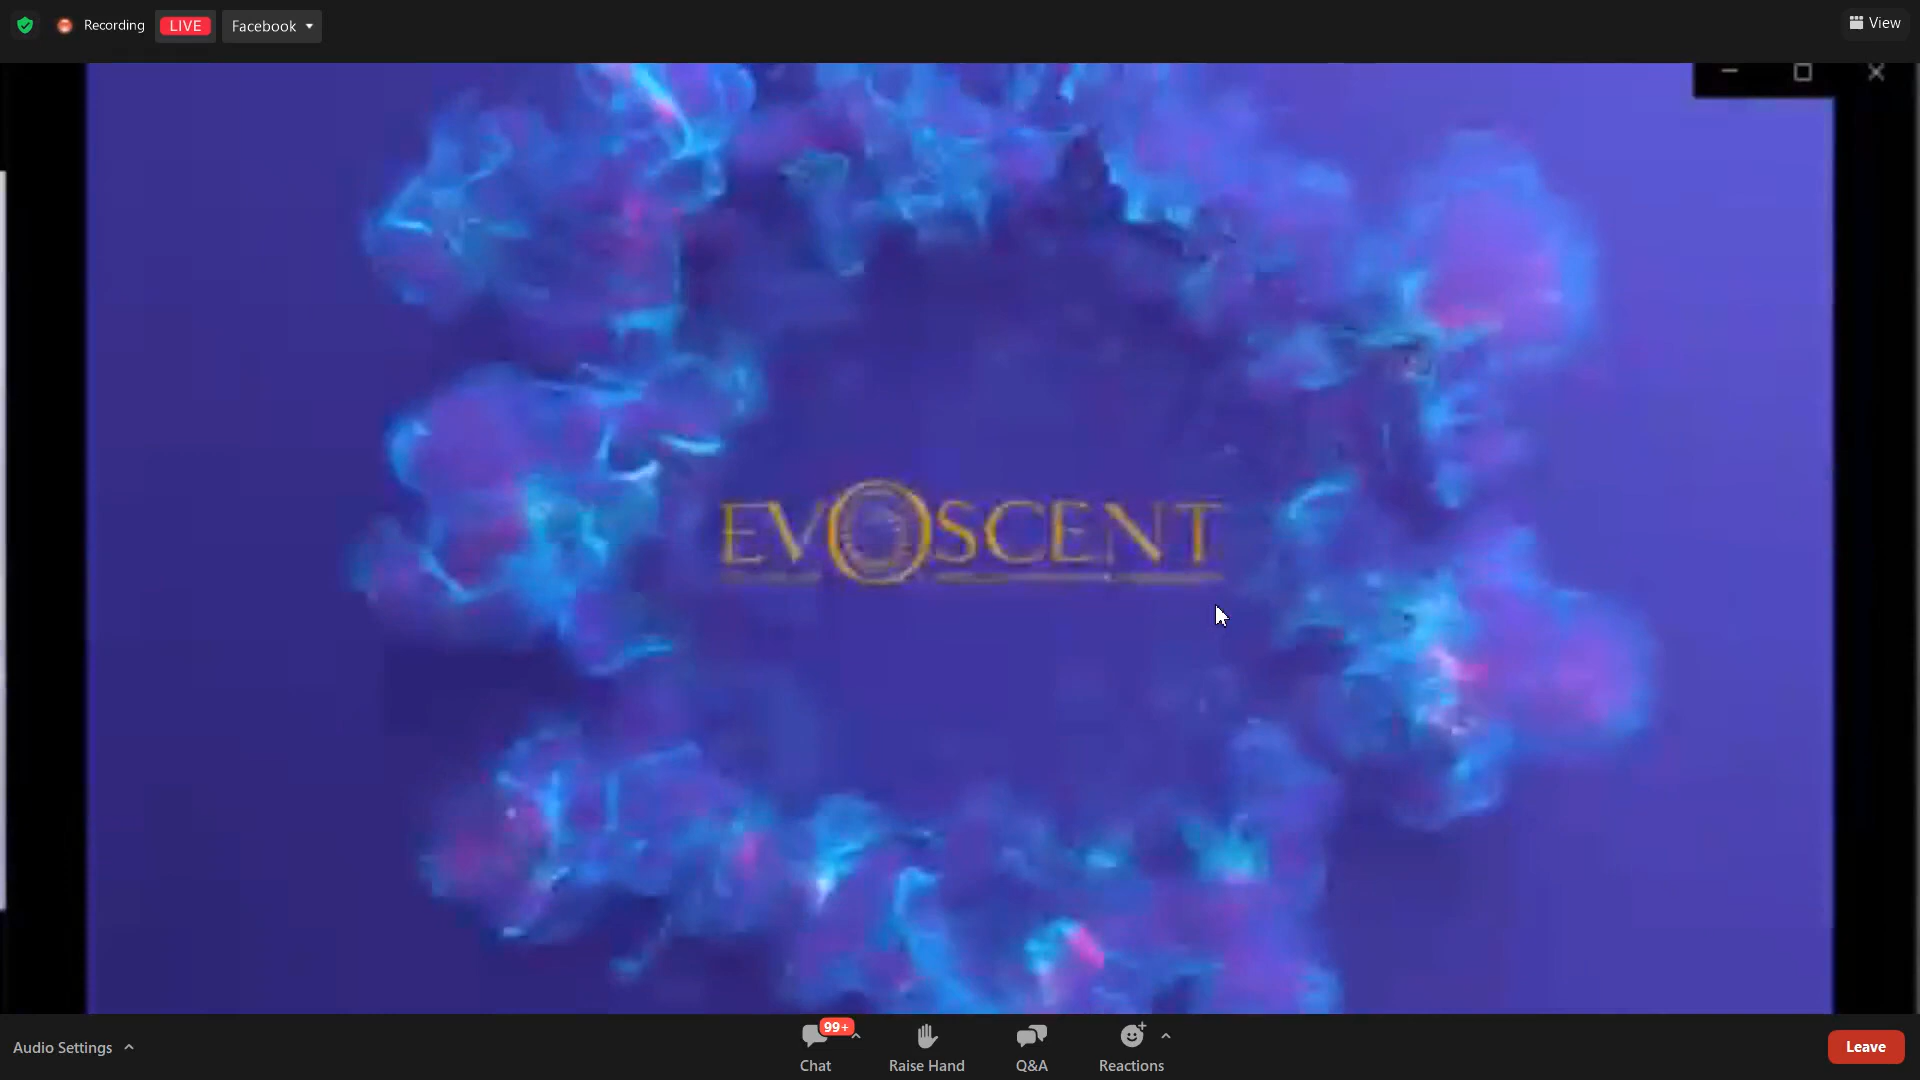 Recording
LIVE
Facebook
View
EVOSCENT
Audio Settings
99+
Chat
Raise Hand
Q&A
Reactions
Leave